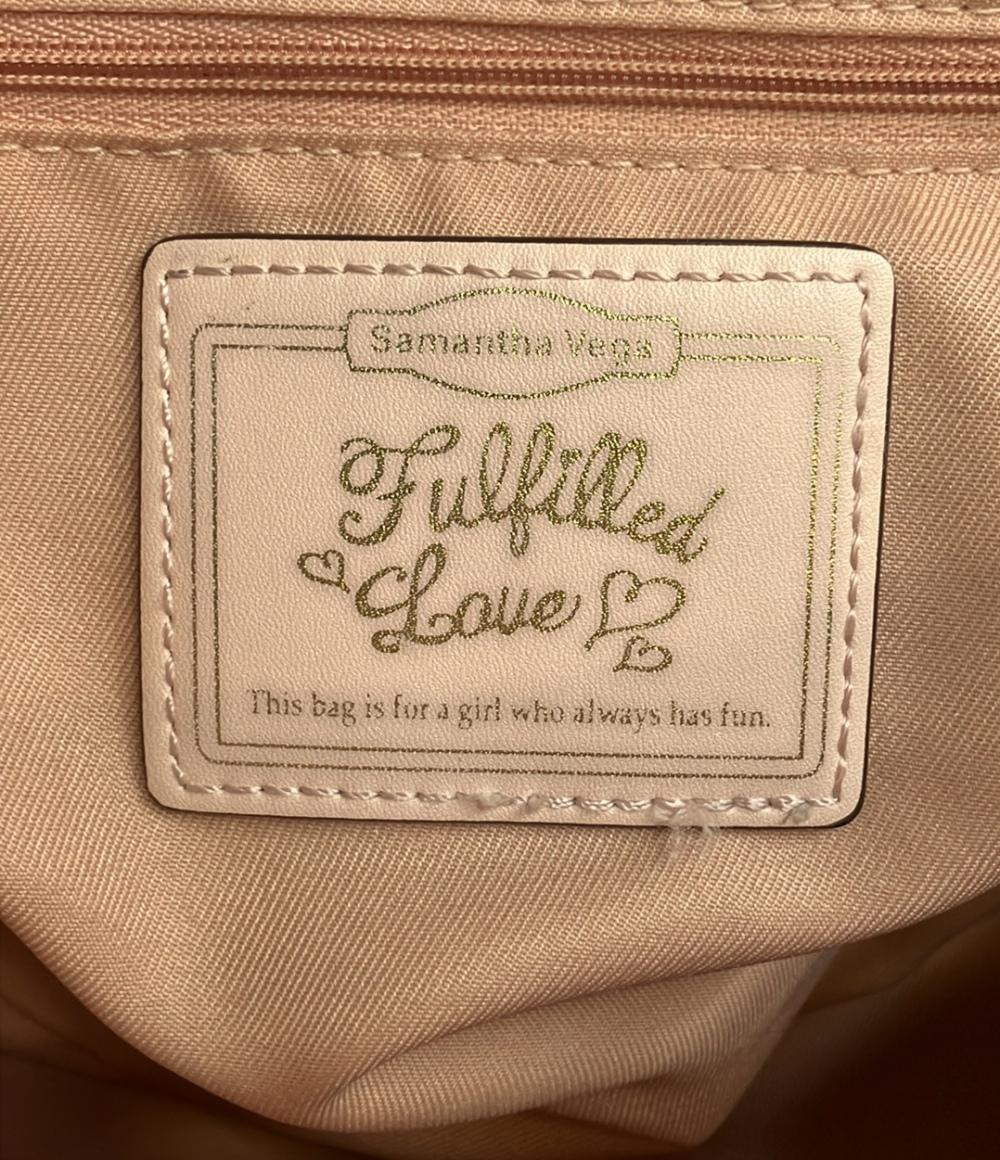 Samantha Vega
Fulfilled
Love
This bag is for a girl who always has fun.